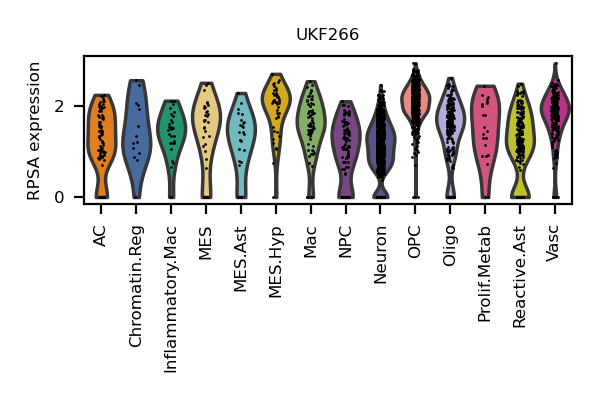 UKF266
RPSA expression
2
0
AC
Chromatin.Reg
Inflammatory.Mac
MES
MES.Ast
MES.Hyp
Mac
NPC
Neuron
OPC
Oligo
Prolif.Metab
Reactive.Ast
Vasc